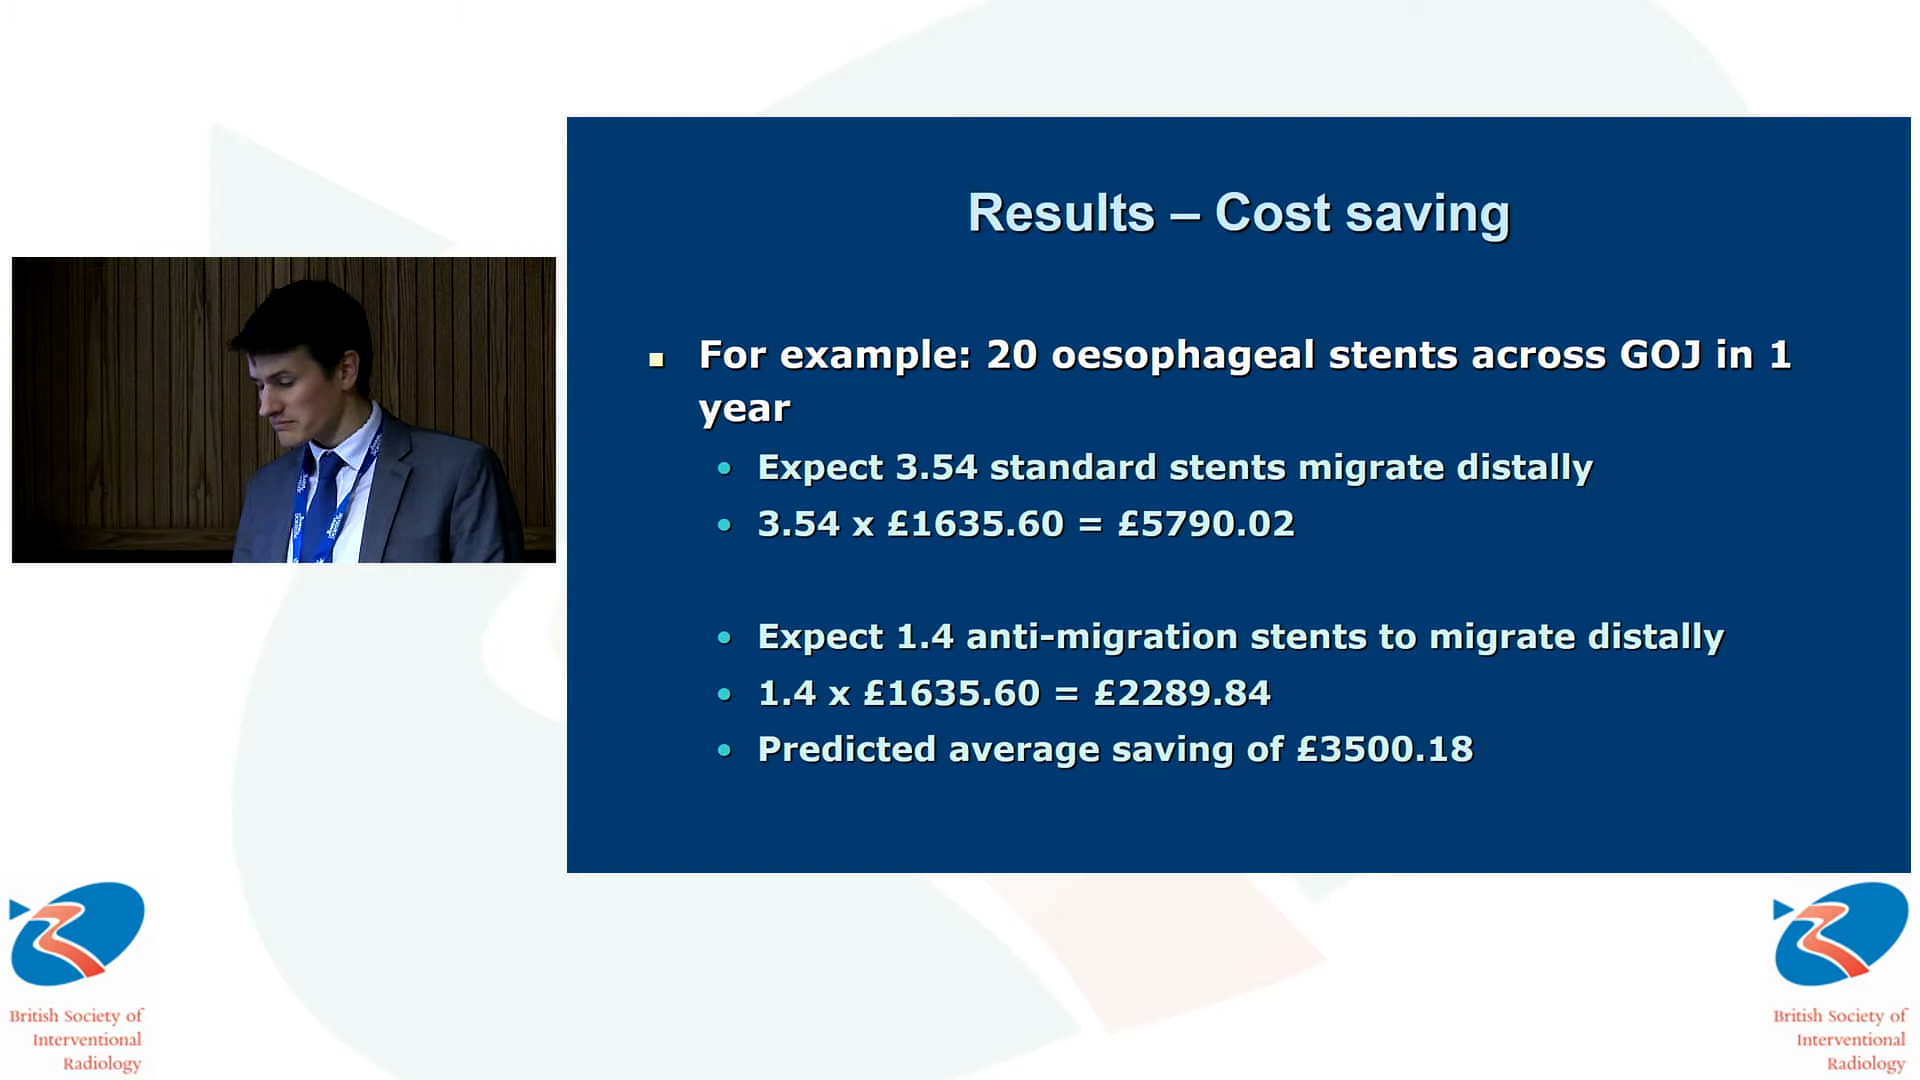 Results – Cost saving
For example: 20 oesophageal stents across GOJ in 1
year
Expect 3.54 standard stents migrate distally
3.54 x £1635.60 = £5790.02
Expect 1.4 anti-migration stents to migrate distally
1.4 x £1635.60 = £2289.84
Predicted average saving of £3500.18
British Society of
Interventional
Radiology
British Society of
Interventional
Radiology